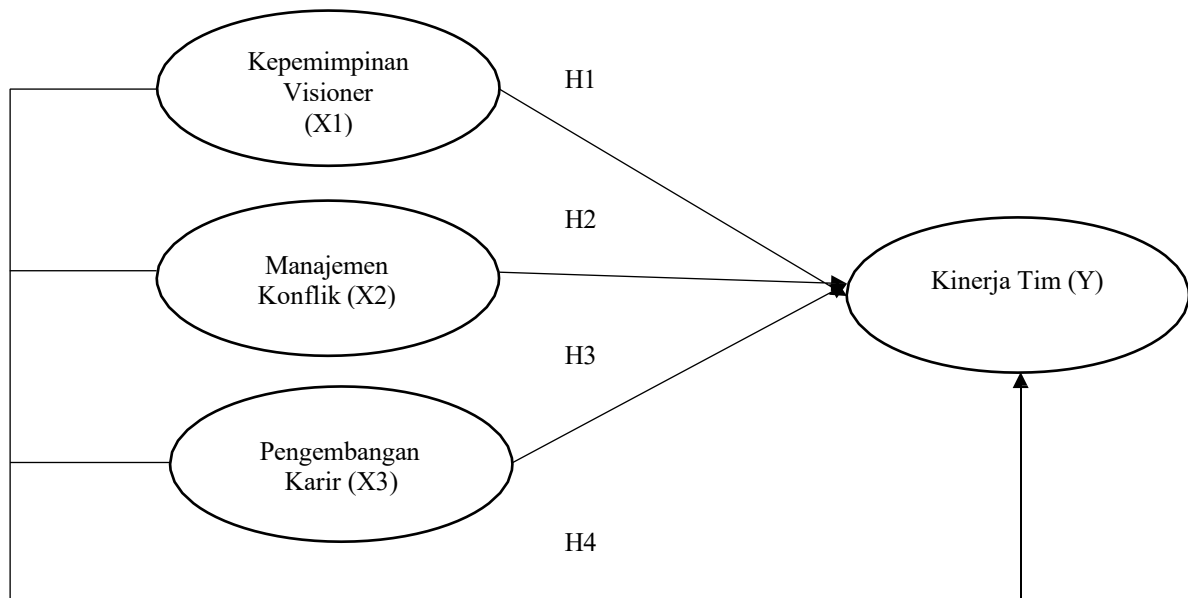 Kepemimpinan
Visioner
(X1)
H1
H2
Manajemen
Konflik (X2)
Kinerja Tim (Y)
H3
Pengembangan
Karir (X3)
H4